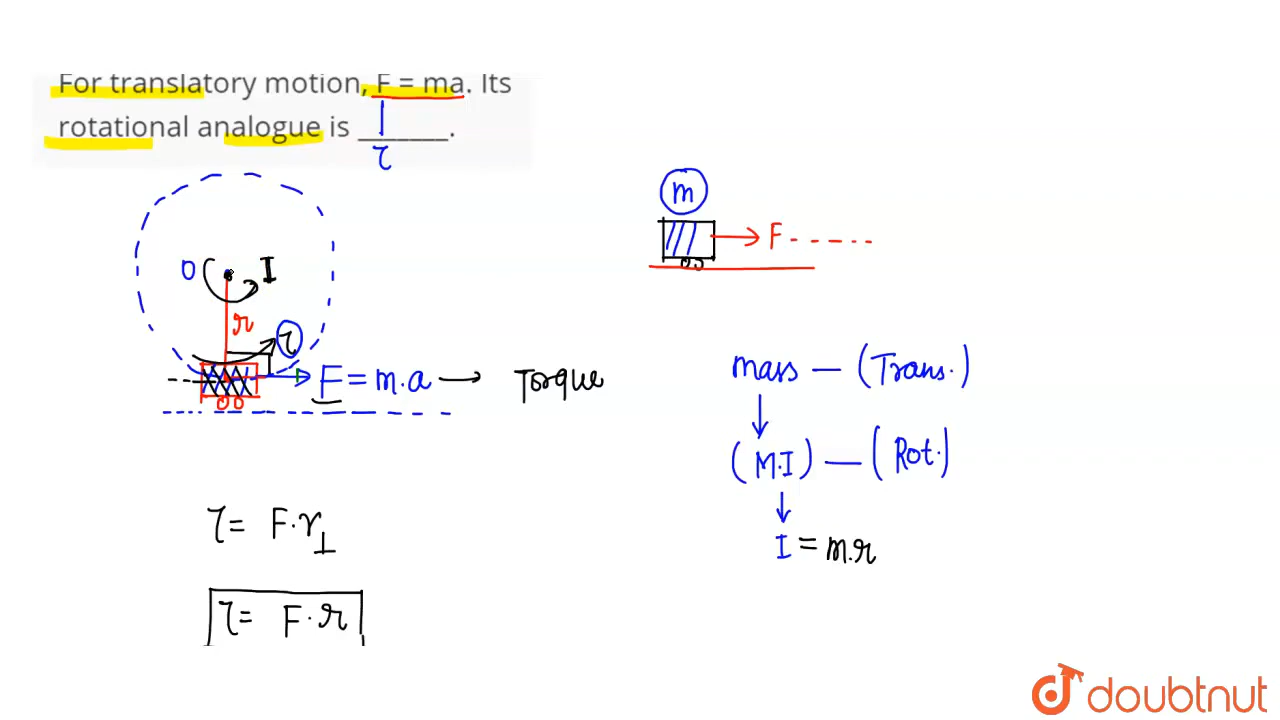 For translatory motion, F = ma. Its
rotational analogue is ________.
τ
m
F
O
I
r
τ
F = m.a → Torque
mass — (Trans.)
(M.I) — (Rot.)
I = m.r
τ = F.r⊥
τ = F.r
doubtnut